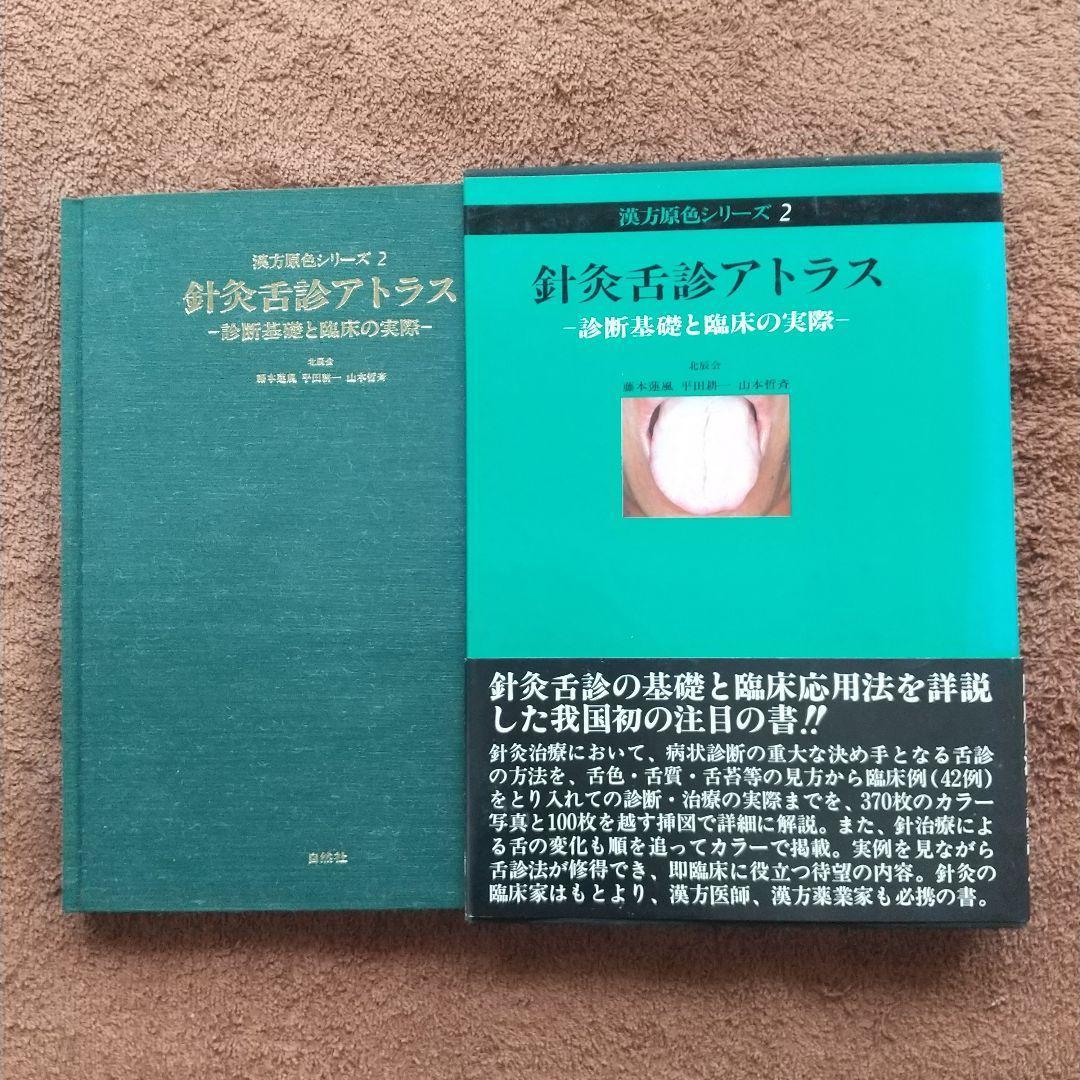 漢方原色シリーズ 2
針灸舌診アトラス
－診断基礎と臨床の実際－
北辰会
藤本蓮風 平田耕一 山本哲斉
自然社
漢方原色シリーズ 2
針灸舌診アトラス
－診断基礎と臨床の実際－
北辰会
藤本蓮風 平田耕一 山本哲斉
針灸舌診の基礎と臨床応用法を詳説
した我国初の注目の書!!
針灸治療において、病状診断の重大な決め手となる舌診
の方法を、舌色・舌質・舌苔等の見方から臨床例(42例)
をとり入れての診断・治療の実際までを、370枚のカラー
写真と100枚を越す挿図で詳細に解説。また、針治療によ
る舌の変化も順を追ってカラーで掲載。実例を見ながら
舌診法が修得でき、即臨床に役立つ待望の内容。針灸の
臨床家はもとより、漢方医師、漢方薬業家も必携の書。